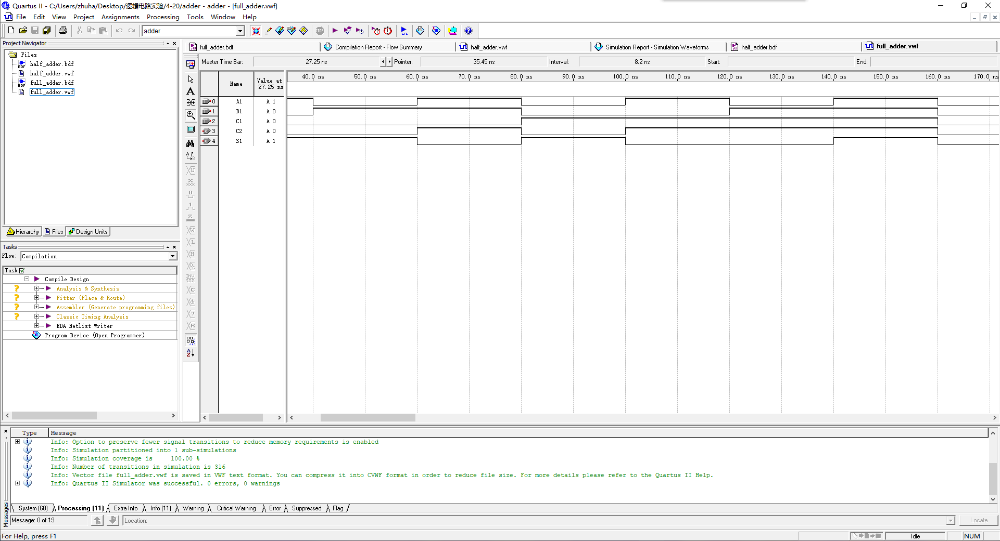 Quartus II - C:/Users/zhuha/Desktop/逻辑电路实验/4-20/adder - adder - [full_adder.vwf]
File Edit View Project Assignments Processing Tools Window Help
adder
Project Navigator
Files
half_adder.bdf
half_adder.vwf
full_adder.bdf
full_adder.vwf
Hierarchy Files Design Units
Tasks
Flow: Compilation
Task
Compile Design
Analysis & Synthesis
Fitter (Place & Route)
Assembler (Generate programming files)
Classic Timing Analysis
EDA Netlist Writer
Program Device (Open Programmer)
full_adder.bdf Compilation Report - Flow Summary half_adder.vwf Simulation Report - Simulation Waveforms half_adder.bdf full_adder.vwf
Master Time Bar: 27.25 ns Pointer: 35.45 ns Interval: 8.2 ns Start: End:
Name Value at 27.25 ns
40.0 ns 50.0 ns 60.0 ns 70.0 ns 80.0 ns 90.0 ns 100.0 ns 110.0 ns 120.0 ns 130.0 ns 140.0 ns 150.0 ns 160.0 ns 170.0 ns
0 A1 A 1
1 B1 A 0
2 C1 A 0
3 C2 A 0
4 S1 A 1
Type Message
Info: Option to preserve fewer signal transitions to reduce memory requirements is enabled
Info: Simulation partitioned into 1 sub-simulations
Info: Simulation coverage is 100.00 %
Info: Number of transitions in simulation is 316
Info: Vector file full_adder.vwf is saved in VWF text format. You can compress it into CVWF format in order to reduce file size. For more details please refer to the Quartus II Help.
Info: Quartus II Simulator was successful. 0 errors, 0 warnings
System (60) Processing (11) Extra Info Info (11) Warning Critical Warning Error Suppressed Flag
Messages
Message: 0 of 19 Location: Locate
For Help, press F1 Idle NUM